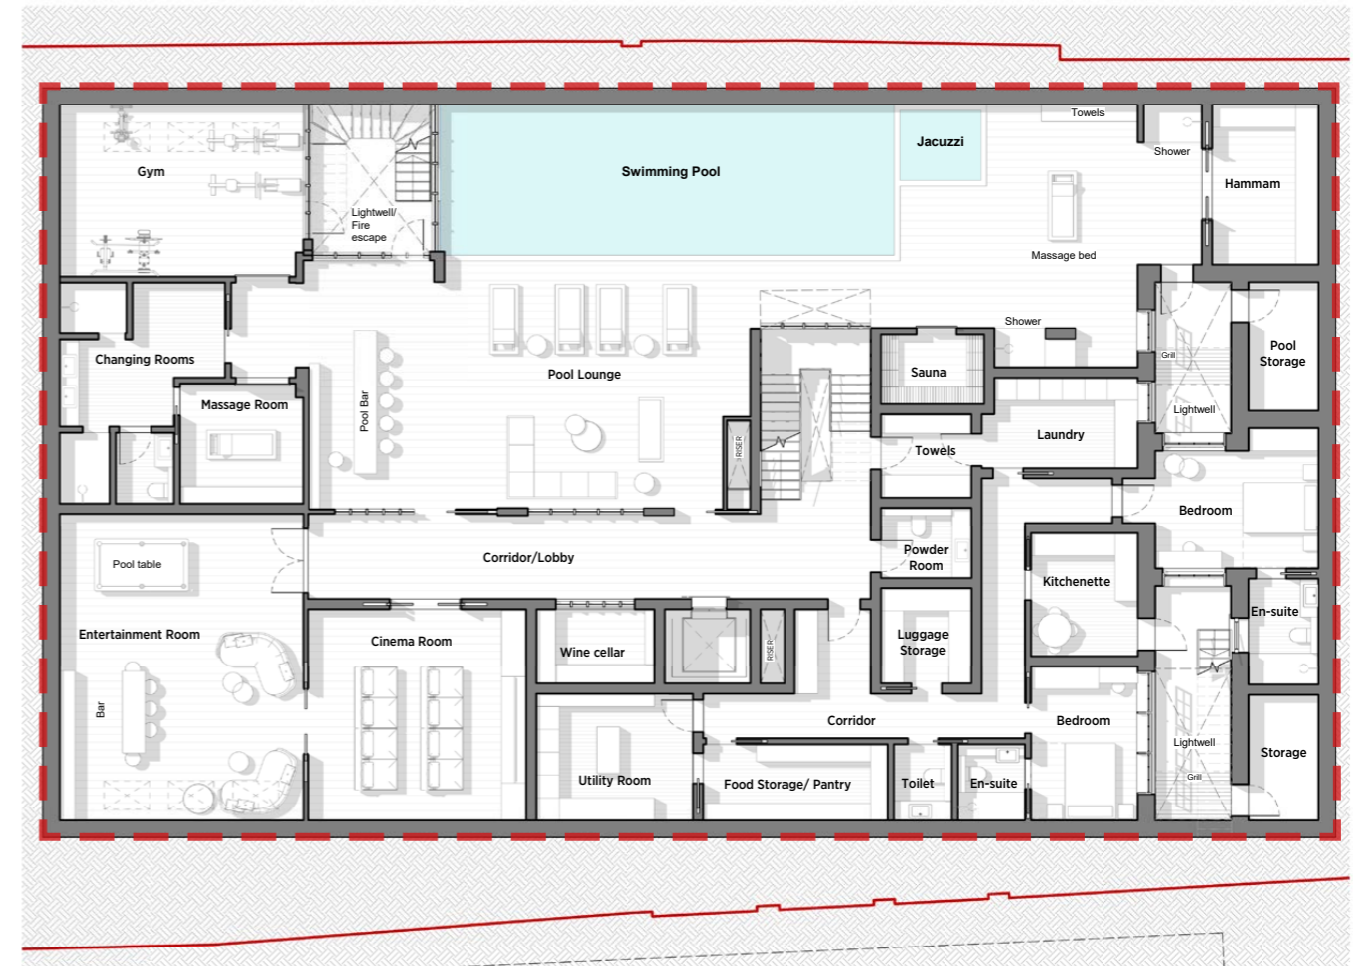 Towels
Jacuzzi
Shower
Gym
Swimming Pool
Hammam
Lightwell/
Fire
escape
Massage bed
Shower
Changing Rooms
Pool
Storage
Grill
Sauna
Pool Lounge
Massage Room
Pool Bar
Lightwell
Laundry
RISER
Towels
Bedroom
Corridor/Lobby
Powder
Room
Pool table
Kitchenette
En-suite
Entertainment Room
Cinema Room
Wine cellar
RISER
Luggage
Storage
Bar
Corridor
Bedroom
Lightwell
Storage
Utility Room
Food Storage/ Pantry
Toilet
En-suite
Grill